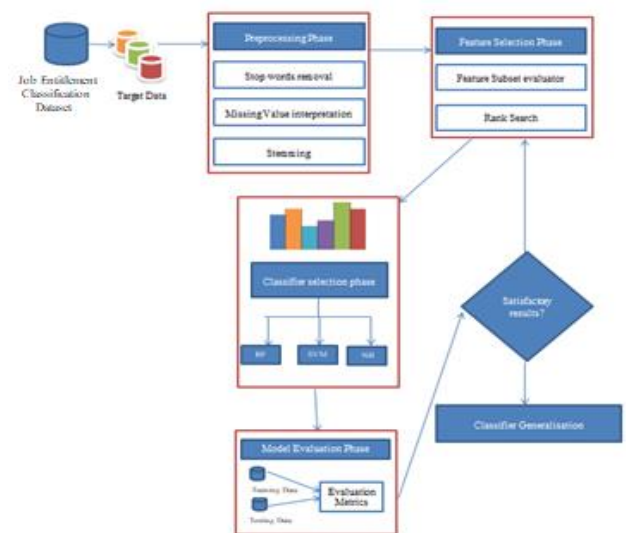 Job Entitlement
Classification
Dataset
Target Data
Preprocessing Phase
Stop words removal
Missing Value interpretation
Stemming
Feature Selection Phase
Feature Subset evaluator
Rank Search
Classifier selection phase
RF
SVM
NB
Satisfactory
results?
Classifier Generalisation
Model Evaluation Phase
Training Data
Testing Data
Evaluation
Metrics